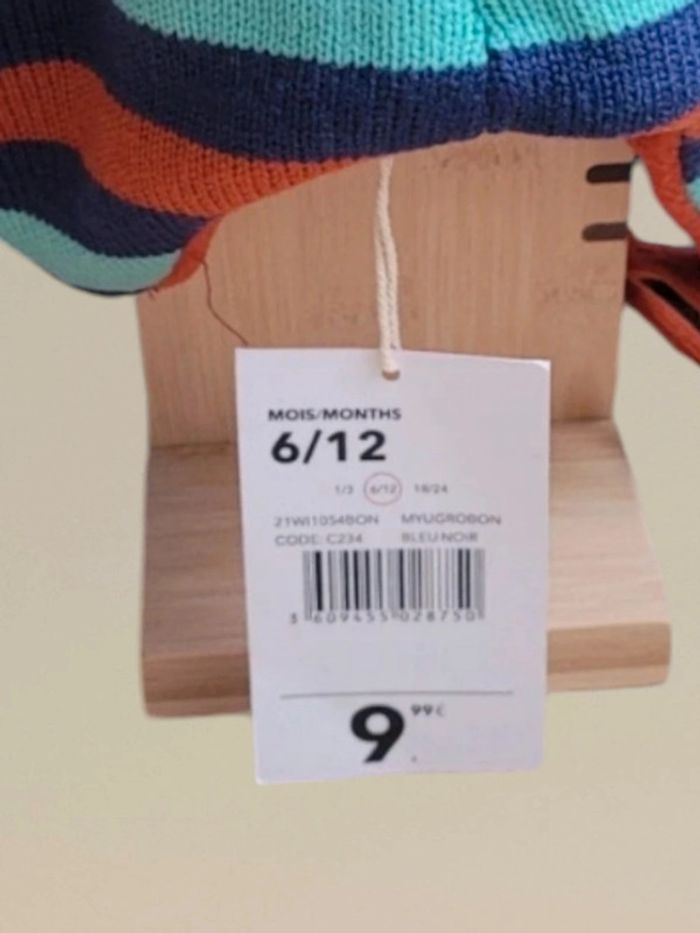 MOIS/MONTHS
6/12
1/3 6/12 18/24
21WI1054BON MYUGROBON
CODE: C234 BLEU NOIR
3 609455 028750
9 99€